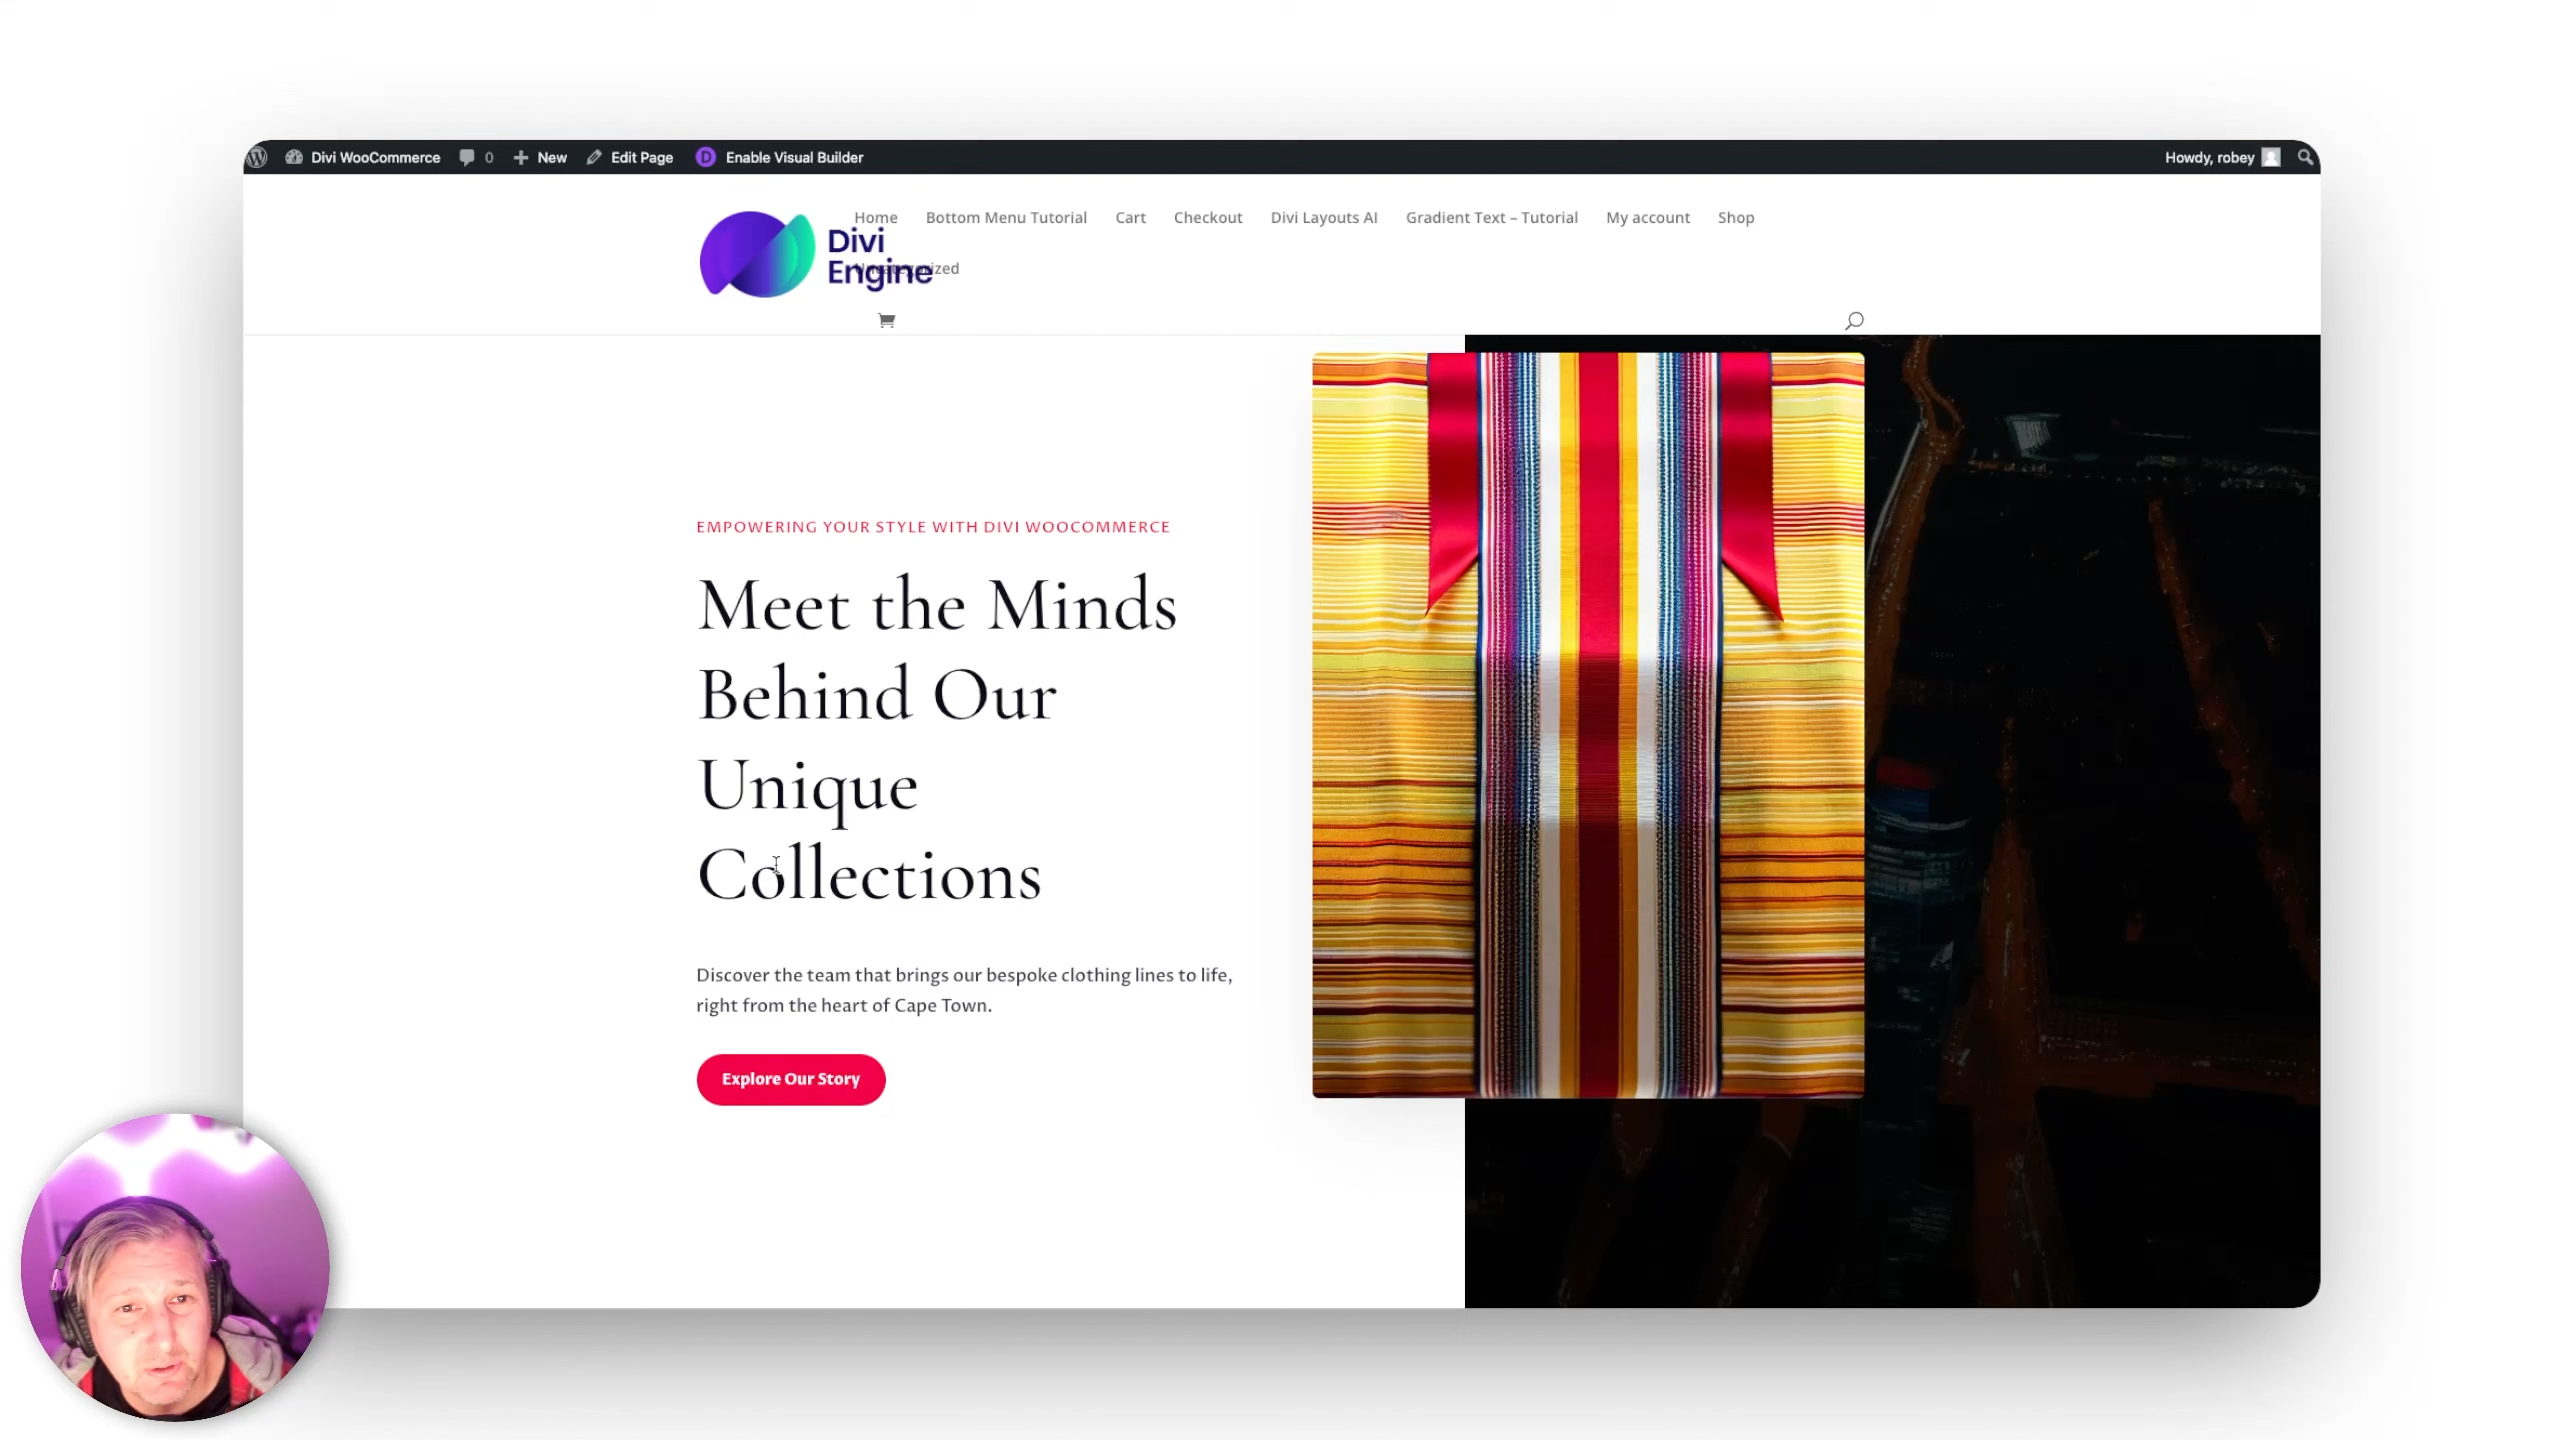 Divi WooCommerce 0 New Edit Page D Enable Visual Builder Howdy, robey
Home Bottom Menu Tutorial Cart Checkout Divi Layouts AI Gradient Text – Tutorial My account Shop
Divi
Engine
Uncategorized
EMPOWERING YOUR STYLE WITH DIVI WOOCOMMERCE
Meet the Minds
Behind Our
Unique
Collections
Discover the team that brings our bespoke clothing lines to life,
right from the heart of Cape Town.
Explore Our Story